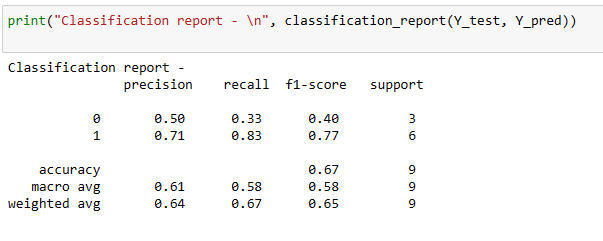 print("Classification report - \n", classification_report(Y_test, Y_pred))
Classification report -
precision recall f1-score support
0 0.50 0.33 0.40 3
1 0.71 0.83 0.77 6
accuracy 0.67 9
macro avg 0.61 0.58 0.58 9
weighted avg 0.64 0.67 0.65 9